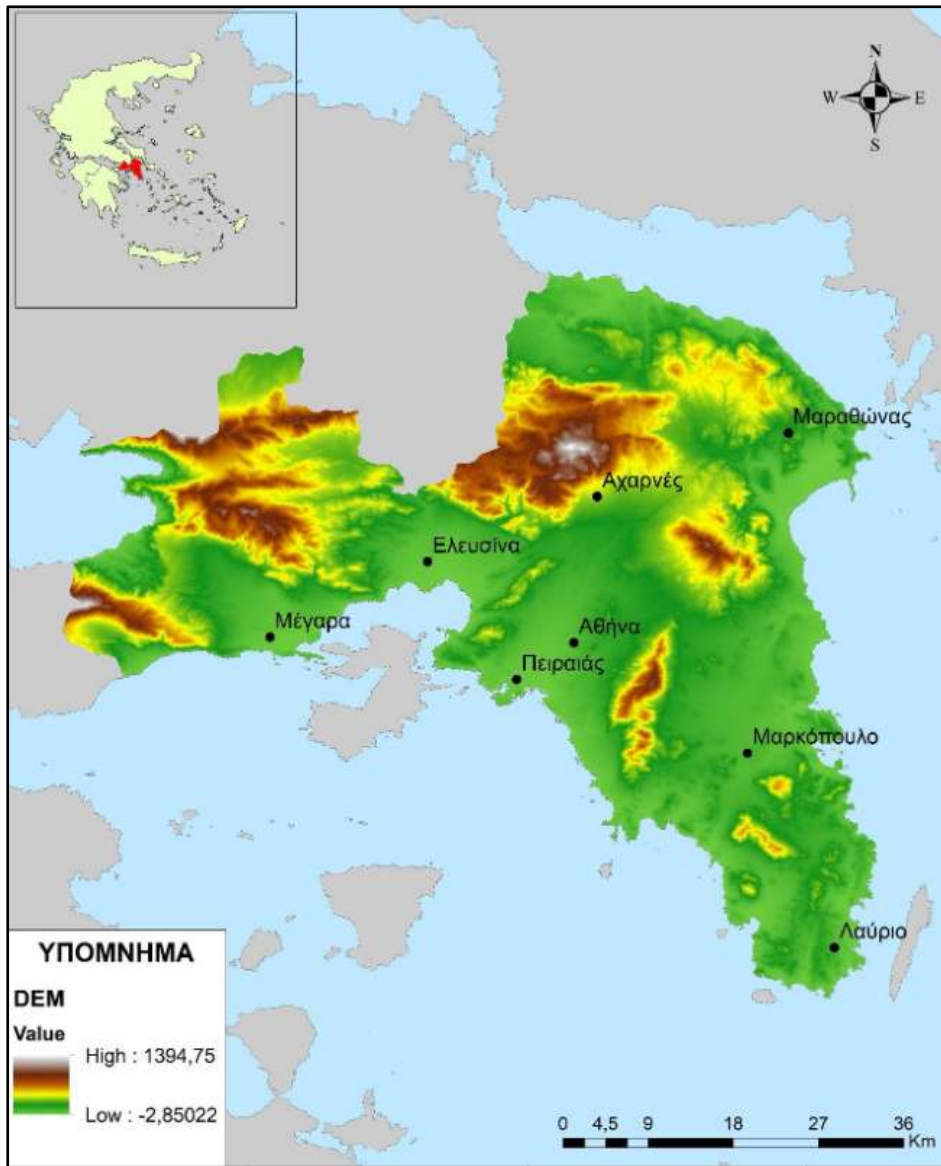 N
W E
S
Μαραθώνας
Αχαρνές
Ελευσίνα
Μέγαρα
Αθήνα
Πειραιάς
Μαρκόπουλο
Λαύριο
ΥΠΟΜΝΗΜΑ
DEM
Value
High : 1394,75
Low : -2,85022
0 4,5 9 18 27 36
Km